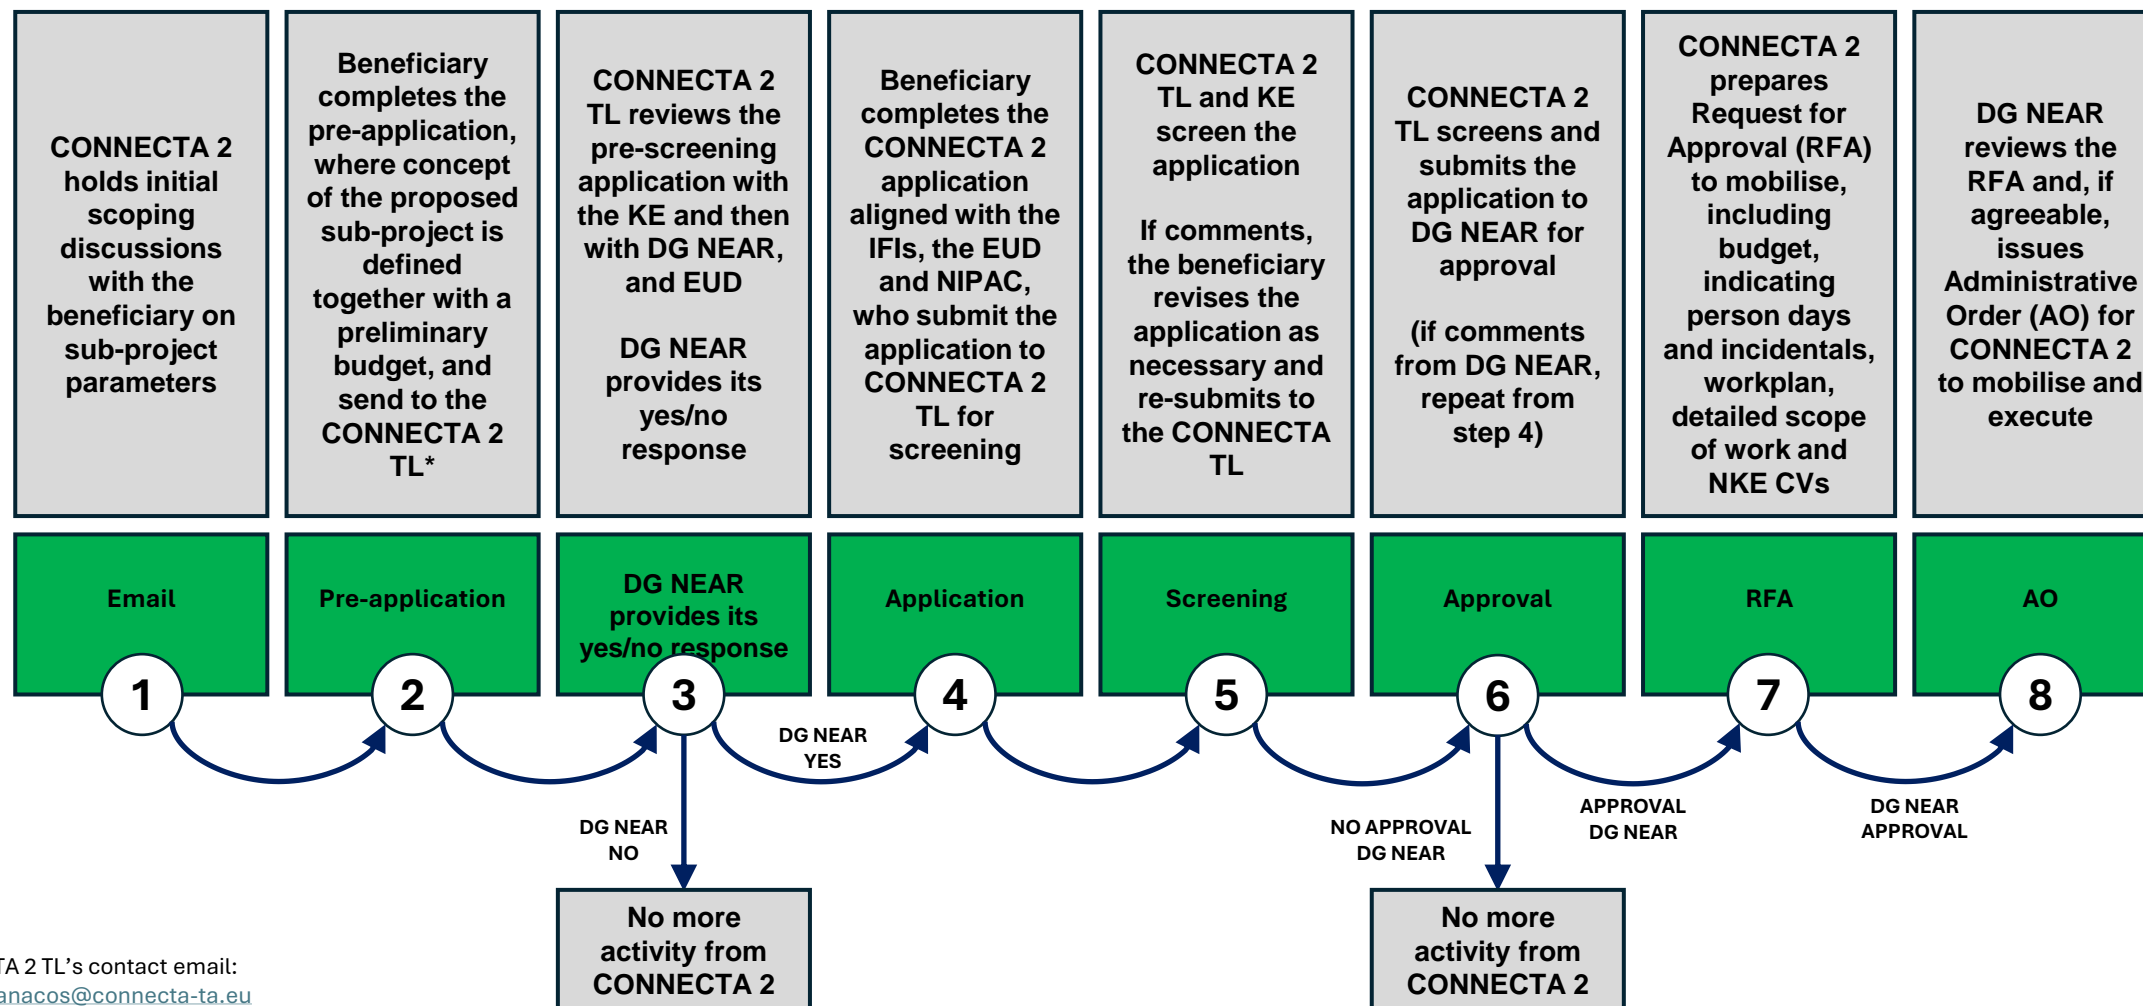 CONNECTA 2
holds initial
scoping
discussions
with the
beneficiary on
sub-project
parameters
Beneficiary
completes the
pre-application,
where concept
of the proposed
sub-project is
defined
together with a
preliminary
budget, and
send to the
CONNECTA 2
TL*
CONNECTA 2
TL reviews the
pre-screening
application with
the KE and then
with DG NEAR,
and EUD
DG NEAR
provides its
yes/no
response
Beneficiary
completes the
CONNECTA 2
application
aligned with the
IFIs, the EUD
and NIPAC,
who submit the
application to
CONNECTA 2
TL for
screening
CONNECTA 2
TL and KE
screen the
application
If comments,
the beneficiary
revises the
application as
necessary and
re-submits to
the CONNECTA
TL
CONNECTA 2
TL screens and
submits the
application to
DG NEAR for
approval
(if comments
from DG NEAR,
repeat from
step 4)
CONNECTA 2
prepares
Request for
Approval (RFA)
to mobilise,
including
budget,
indicating
person days
and incidentals,
workplan,
detailed scope
of work and
NKE CVs
DG NEAR
reviews the
RFA and, if
agreeable,
issues
Administrative
Order (AO) for
CONNECTA 2
to mobilise and
execute
Email
Pre-application
DG NEAR
provides its
yes/no response
Application
Screening
Approval
RFA
AO
1
2
3
4
5
6
7
8
DG NEAR
YES
DG NEAR
NO
NO APPROVAL
DG NEAR
APPROVAL
DG NEAR
DG NEAR
APPROVAL
No more
activity from
CONNECTA 2
No more
activity from
CONNECTA 2
TA 2 TL's contact email:
anacos@connecta-ta.eu